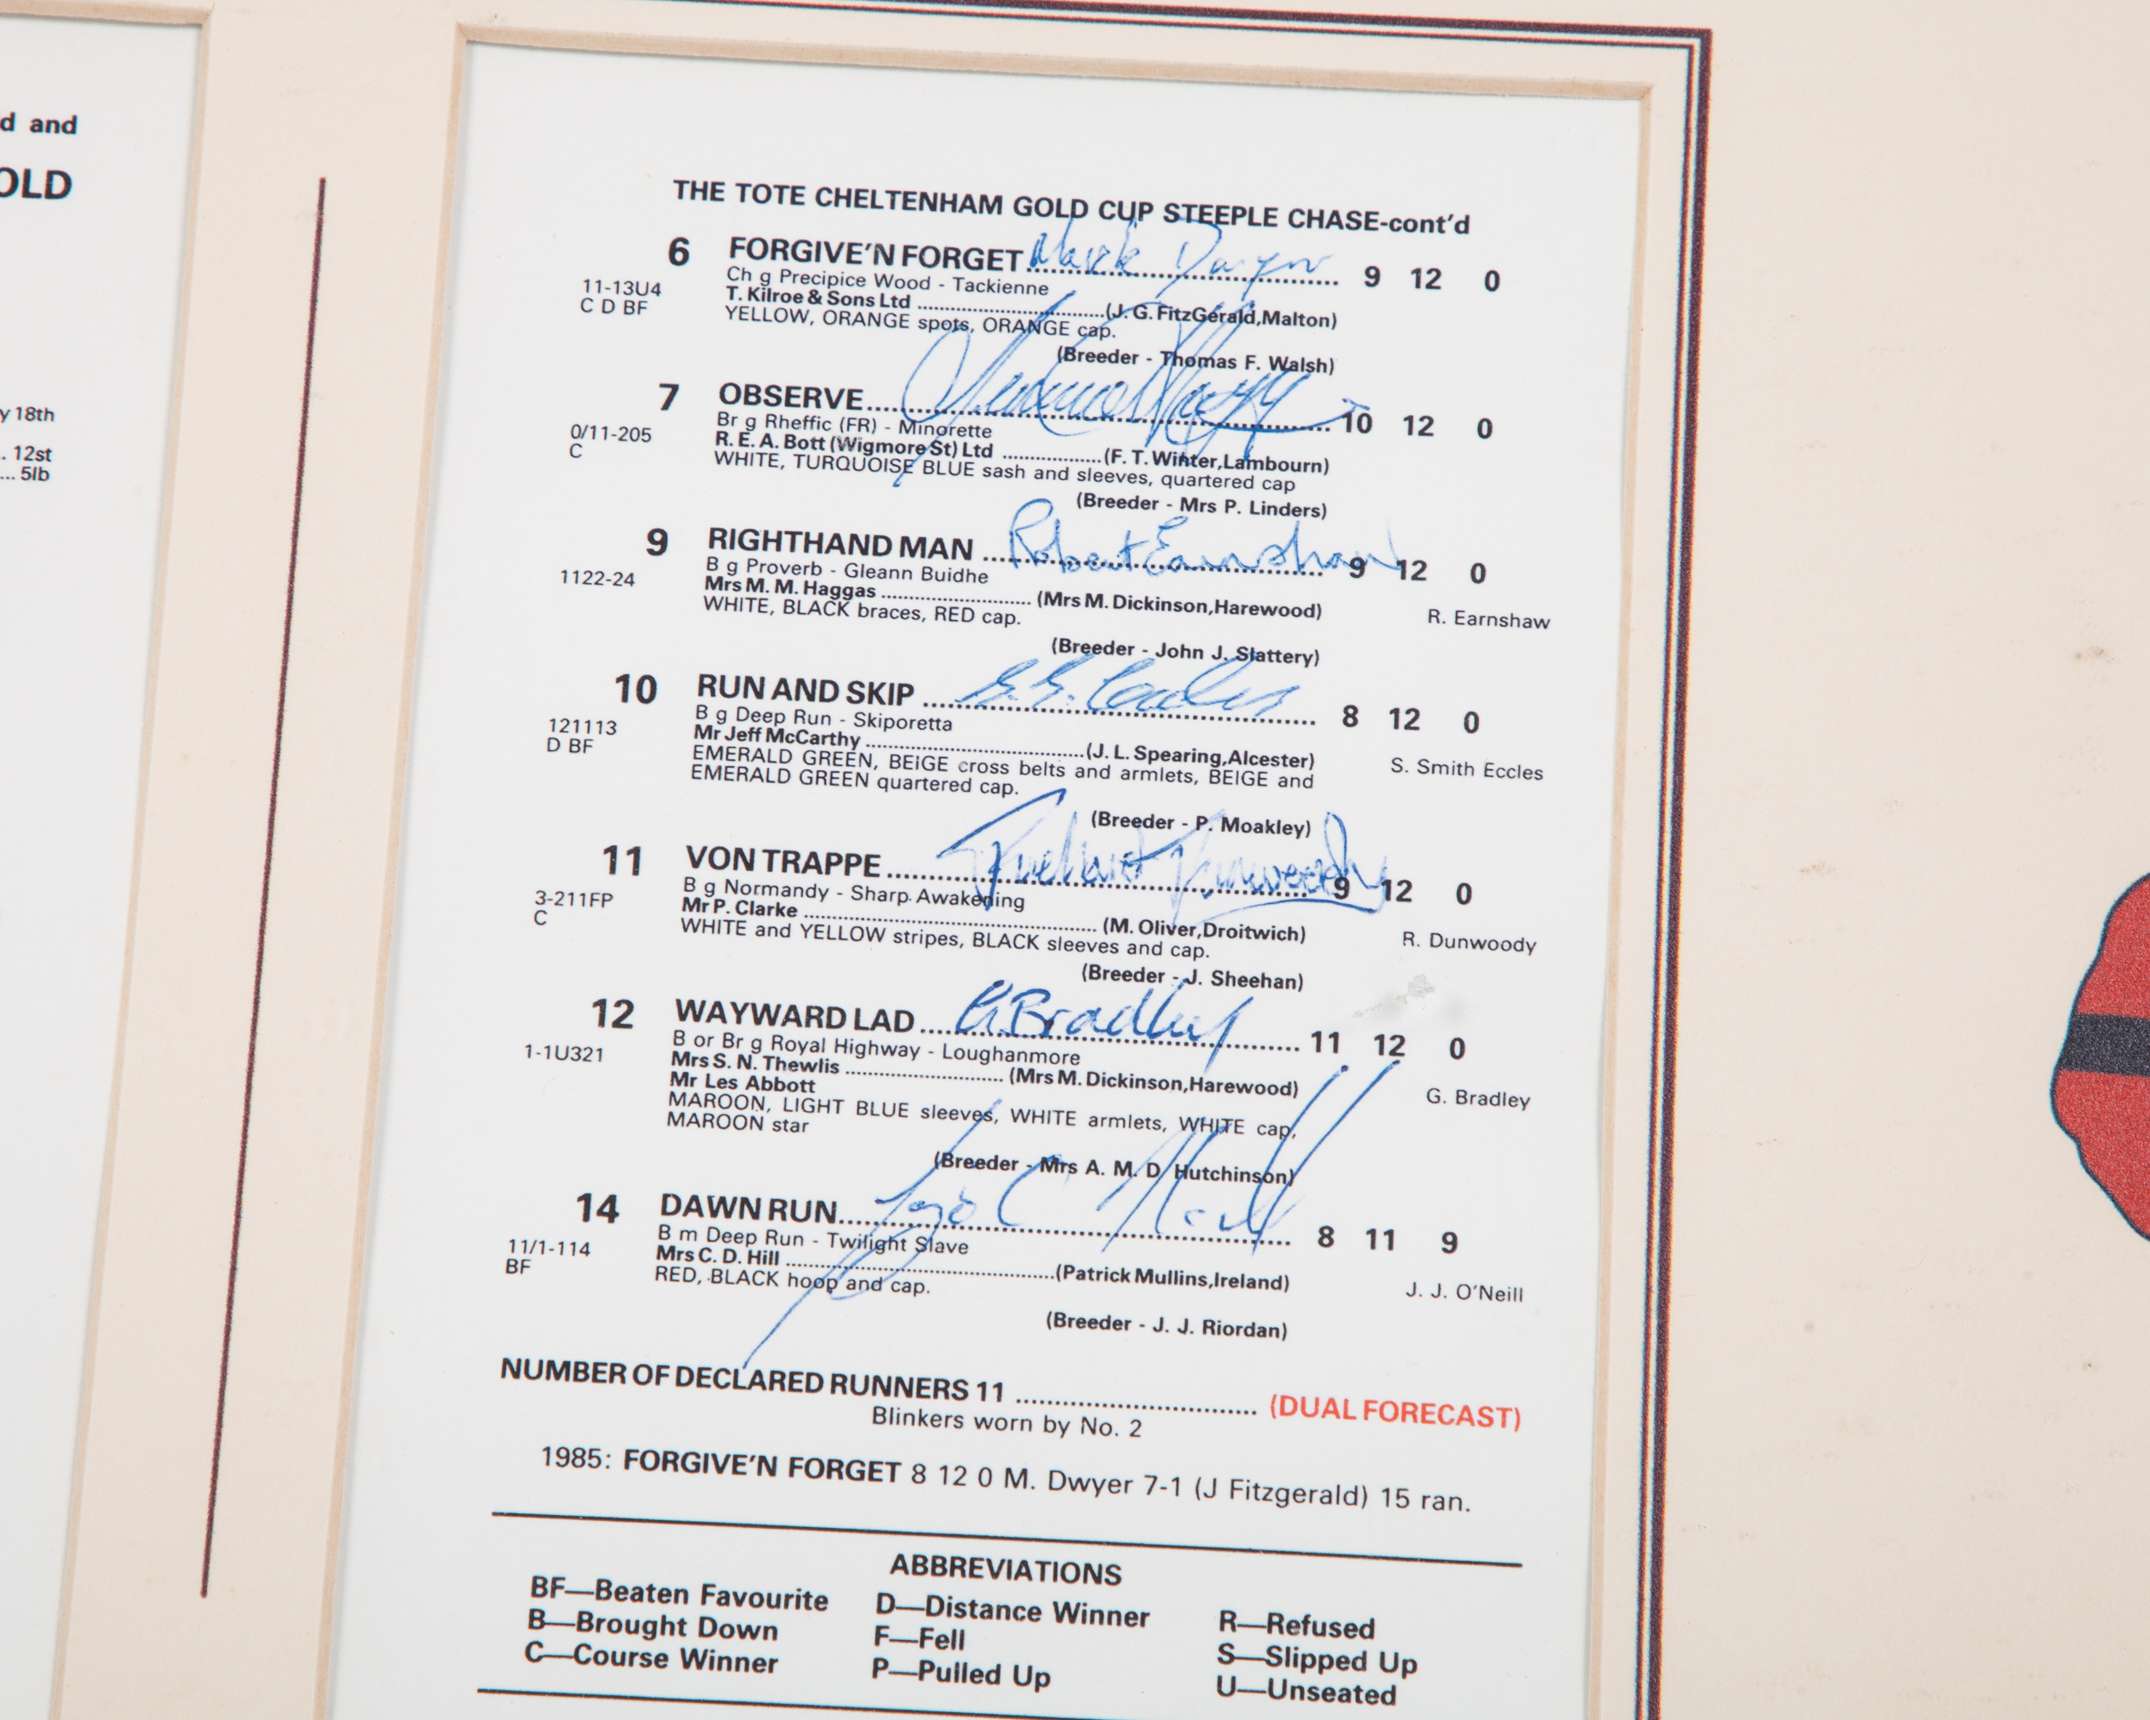 d and
OLD
y 18th
.. 12st
... 5lb
THE TOTE CHELTENHAM GOLD CUP STEEPLE CHASE-cont'd
6 FORGIVE'N FORGET Mark Dwyer 9 12 0
11-13U4 Ch g Precipice Wood - Tackienne
C D BF T. Kilroe & Sons Ltd (J. G. FitzGerald,Malton)
YELLOW, ORANGE spots, ORANGE cap.
(Breeder - Thomas F. Walsh)
7 OBSERVE 10 12 0
0/11-205 Br g Rheffic (FR) - Minorette
C R. E. A. Bott (Wigmore St) Ltd (F. T. Winter,Lambourn)
WHITE, TURQUOISE BLUE sash and sleeves, quartered cap
(Breeder - Mrs P. Linders)
9 RIGHTHAND MAN Robert Earnshaw 9 12 0
1122-24 B g Proverb - Gleann Buidhe
Mrs M. M. Haggas (Mrs M. Dickinson,Harewood) R. Earnshaw
WHITE, BLACK braces, RED cap.
(Breeder - John J. Slattery)
10 RUN AND SKIP 8 12 0
121113 B g Deep Run - Skiporetta
D BF Mr Jeff McCarthy (J. L. Spearing,Alcester) S. Smith Eccles
EMERALD GREEN, BEIGE cross belts and armlets, BEIGE and
EMERALD GREEN quartered cap.
(Breeder - P. Moakley)
11 VON TRAPPE Richard Dunwoody 9 12 0
3-211FP B g Normandy - Sharp Awakening
C Mr P. Clarke (M. Oliver,Droitwich) R. Dunwoody
WHITE and YELLOW stripes, BLACK sleeves and cap.
(Breeder - J. Sheehan)
12 WAYWARD LAD G. Bradley 11 12 0
1-1U321 B or Br g Royal Highway - Loughanmore
Mrs S. N. Thewlis (Mrs M. Dickinson,Harewood) G. Bradley
Mr Les Abbott
MAROON, LIGHT BLUE sleeves, WHITE armlets, WHITE cap,
MAROON star
(Breeder - Mrs A. M. D. Hutchinson)
14 DAWN RUN Jonjo O'Neill 8 11 9
11/1-114 B m Deep Run - Twilight Slave
BF Mrs C. D. Hill (Patrick Mullins,Ireland) J. J. O'Neill
RED, BLACK hoop and cap.
(Breeder - J. J. Riordan)
NUMBER OF DECLARED RUNNERS 11 (DUAL FORECAST)
Blinkers worn by No. 2
1985: FORGIVE'N FORGET 8 12 0 M. Dwyer 7-1 (J Fitzgerald) 15 ran.
ABBREVIATIONS
BF—Beaten Favourite D—Distance Winner R—Refused
B—Brought Down F—Fell S—Slipped Up
C—Course Winner P—Pulled Up U—Unseated